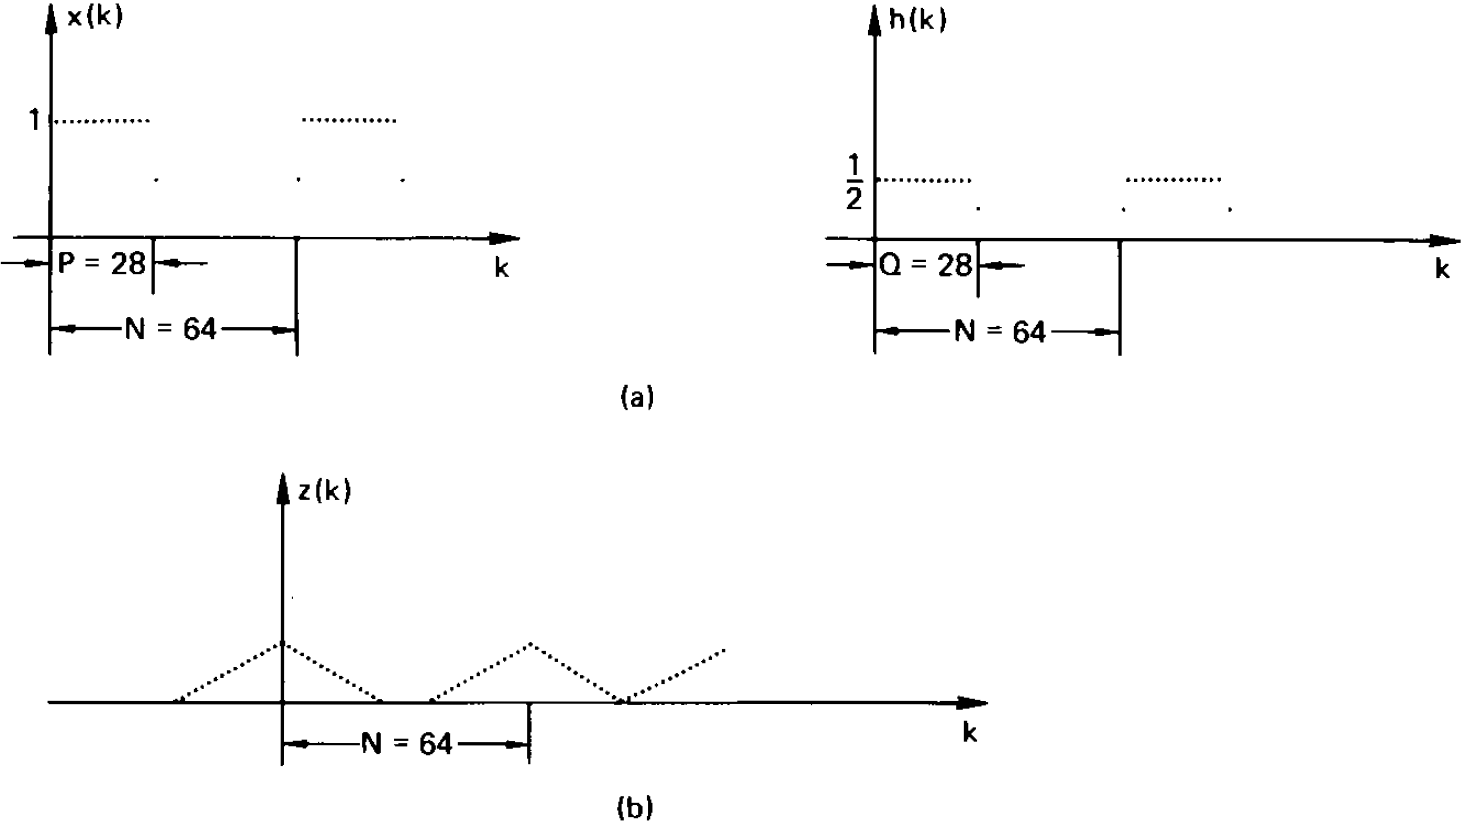 x(k)
1
k
P = 28
N = 64
h(k)
1
2
k
Q = 28
N = 64
(a)
z(k)
k
N = 64
(b)